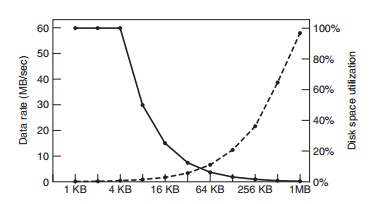 Data rate (MB/sec)
60
50
40
30
20
10
0
1 KB
4 KB
16 KB
64 KB
256 KB
1MB
100%
80%
60%
40%
20%
0%
Disk space utilization